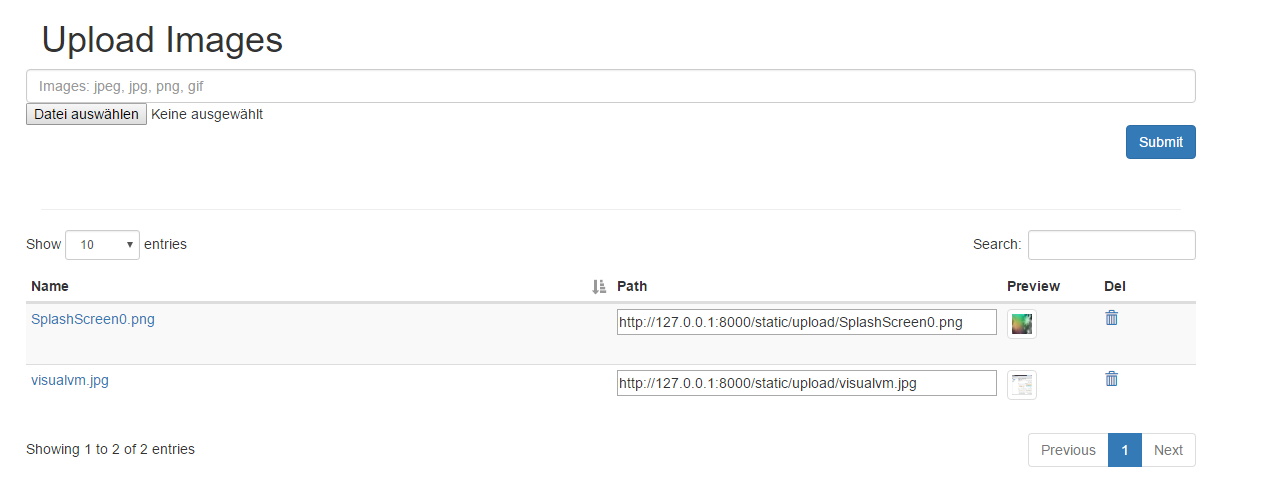 Upload Images
Images: jpeg, jpg, png, gif
Datei auswählen Keine ausgewählt
Submit
Show 10 entries Search:
Name Path Preview Del
SplashScreen0.png http://127.0.0.1:8000/static/upload/SplashScreen0.png
visualvm.jpg http://127.0.0.1:8000/static/upload/visualvm.jpg
Showing 1 to 2 of 2 entries Previous 1 Next